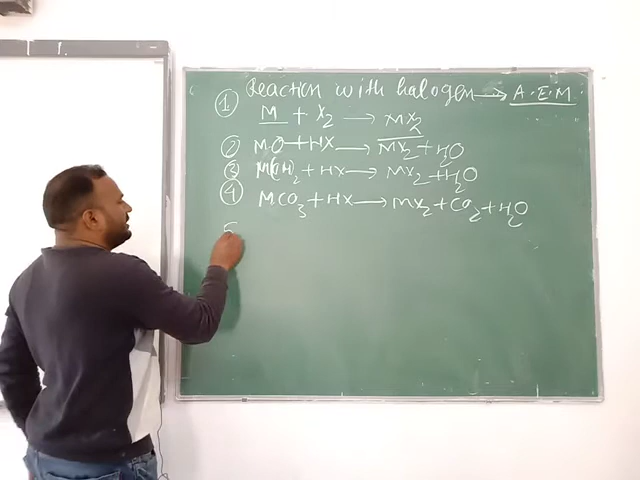 Reaction with halogen → A.E.M.
① M + X₂ → MX₂
② MO + HX → MX₂ + H₂O
③ M(OH)₂ + HX → MX₂ + H₂O
④ MCO₃ + HX → MX₂ + CO₂ + H₂O
5